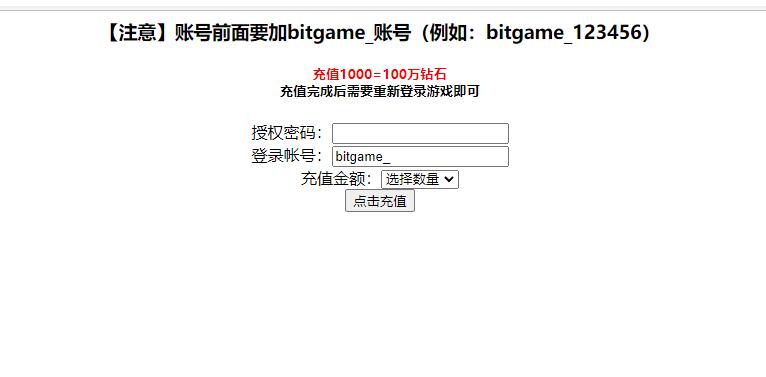 【注意】账号前面要加bitgame_账号（例如：bitgame_123456）
充值1000=100万钻石
充值完成后需要重新登录游戏即可
授权密码：
登录帐号：bitgame_
充值金额：选择数量
点击充值